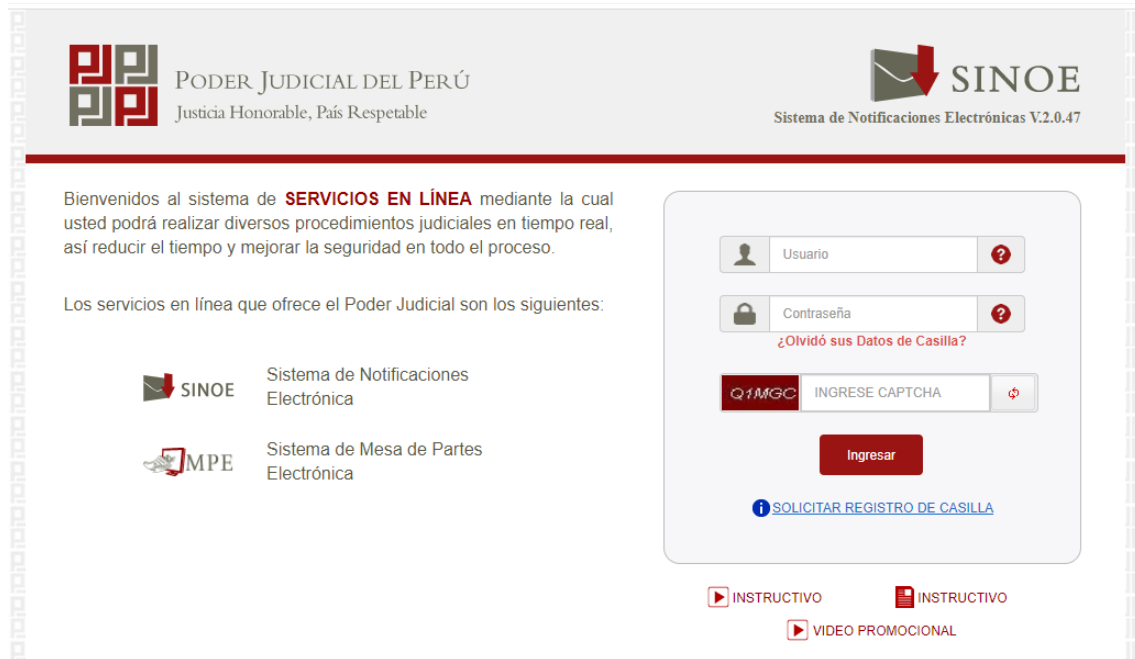 PODER JUDICIAL DEL PERÚ
Justicia Honorable, País Respetable
SINOE
Sistema de Notificaciones Electrónicas V.2.0.47
Bienvenidos al sistema de SERVICIOS EN LÍNEA mediante la cual
usted podrá realizar diversos procedimientos judiciales en tiempo real,
así reducir el tiempo y mejorar la seguridad en todo el proceso.
Los servicios en línea que ofrece el Poder Judicial son los siguientes:
SINOE
Sistema de Notificaciones
Electrónica
MPE
Sistema de Mesa de Partes
Electrónica
Usuario
Contraseña
¿Olvidó sus Datos de Casilla?
Q1MGC INGRESE CAPTCHA
Ingresar
SOLICITAR REGISTRO DE CASILLA
INSTRUCTIVO INSTRUCTIVO
VIDEO PROMOCIONAL